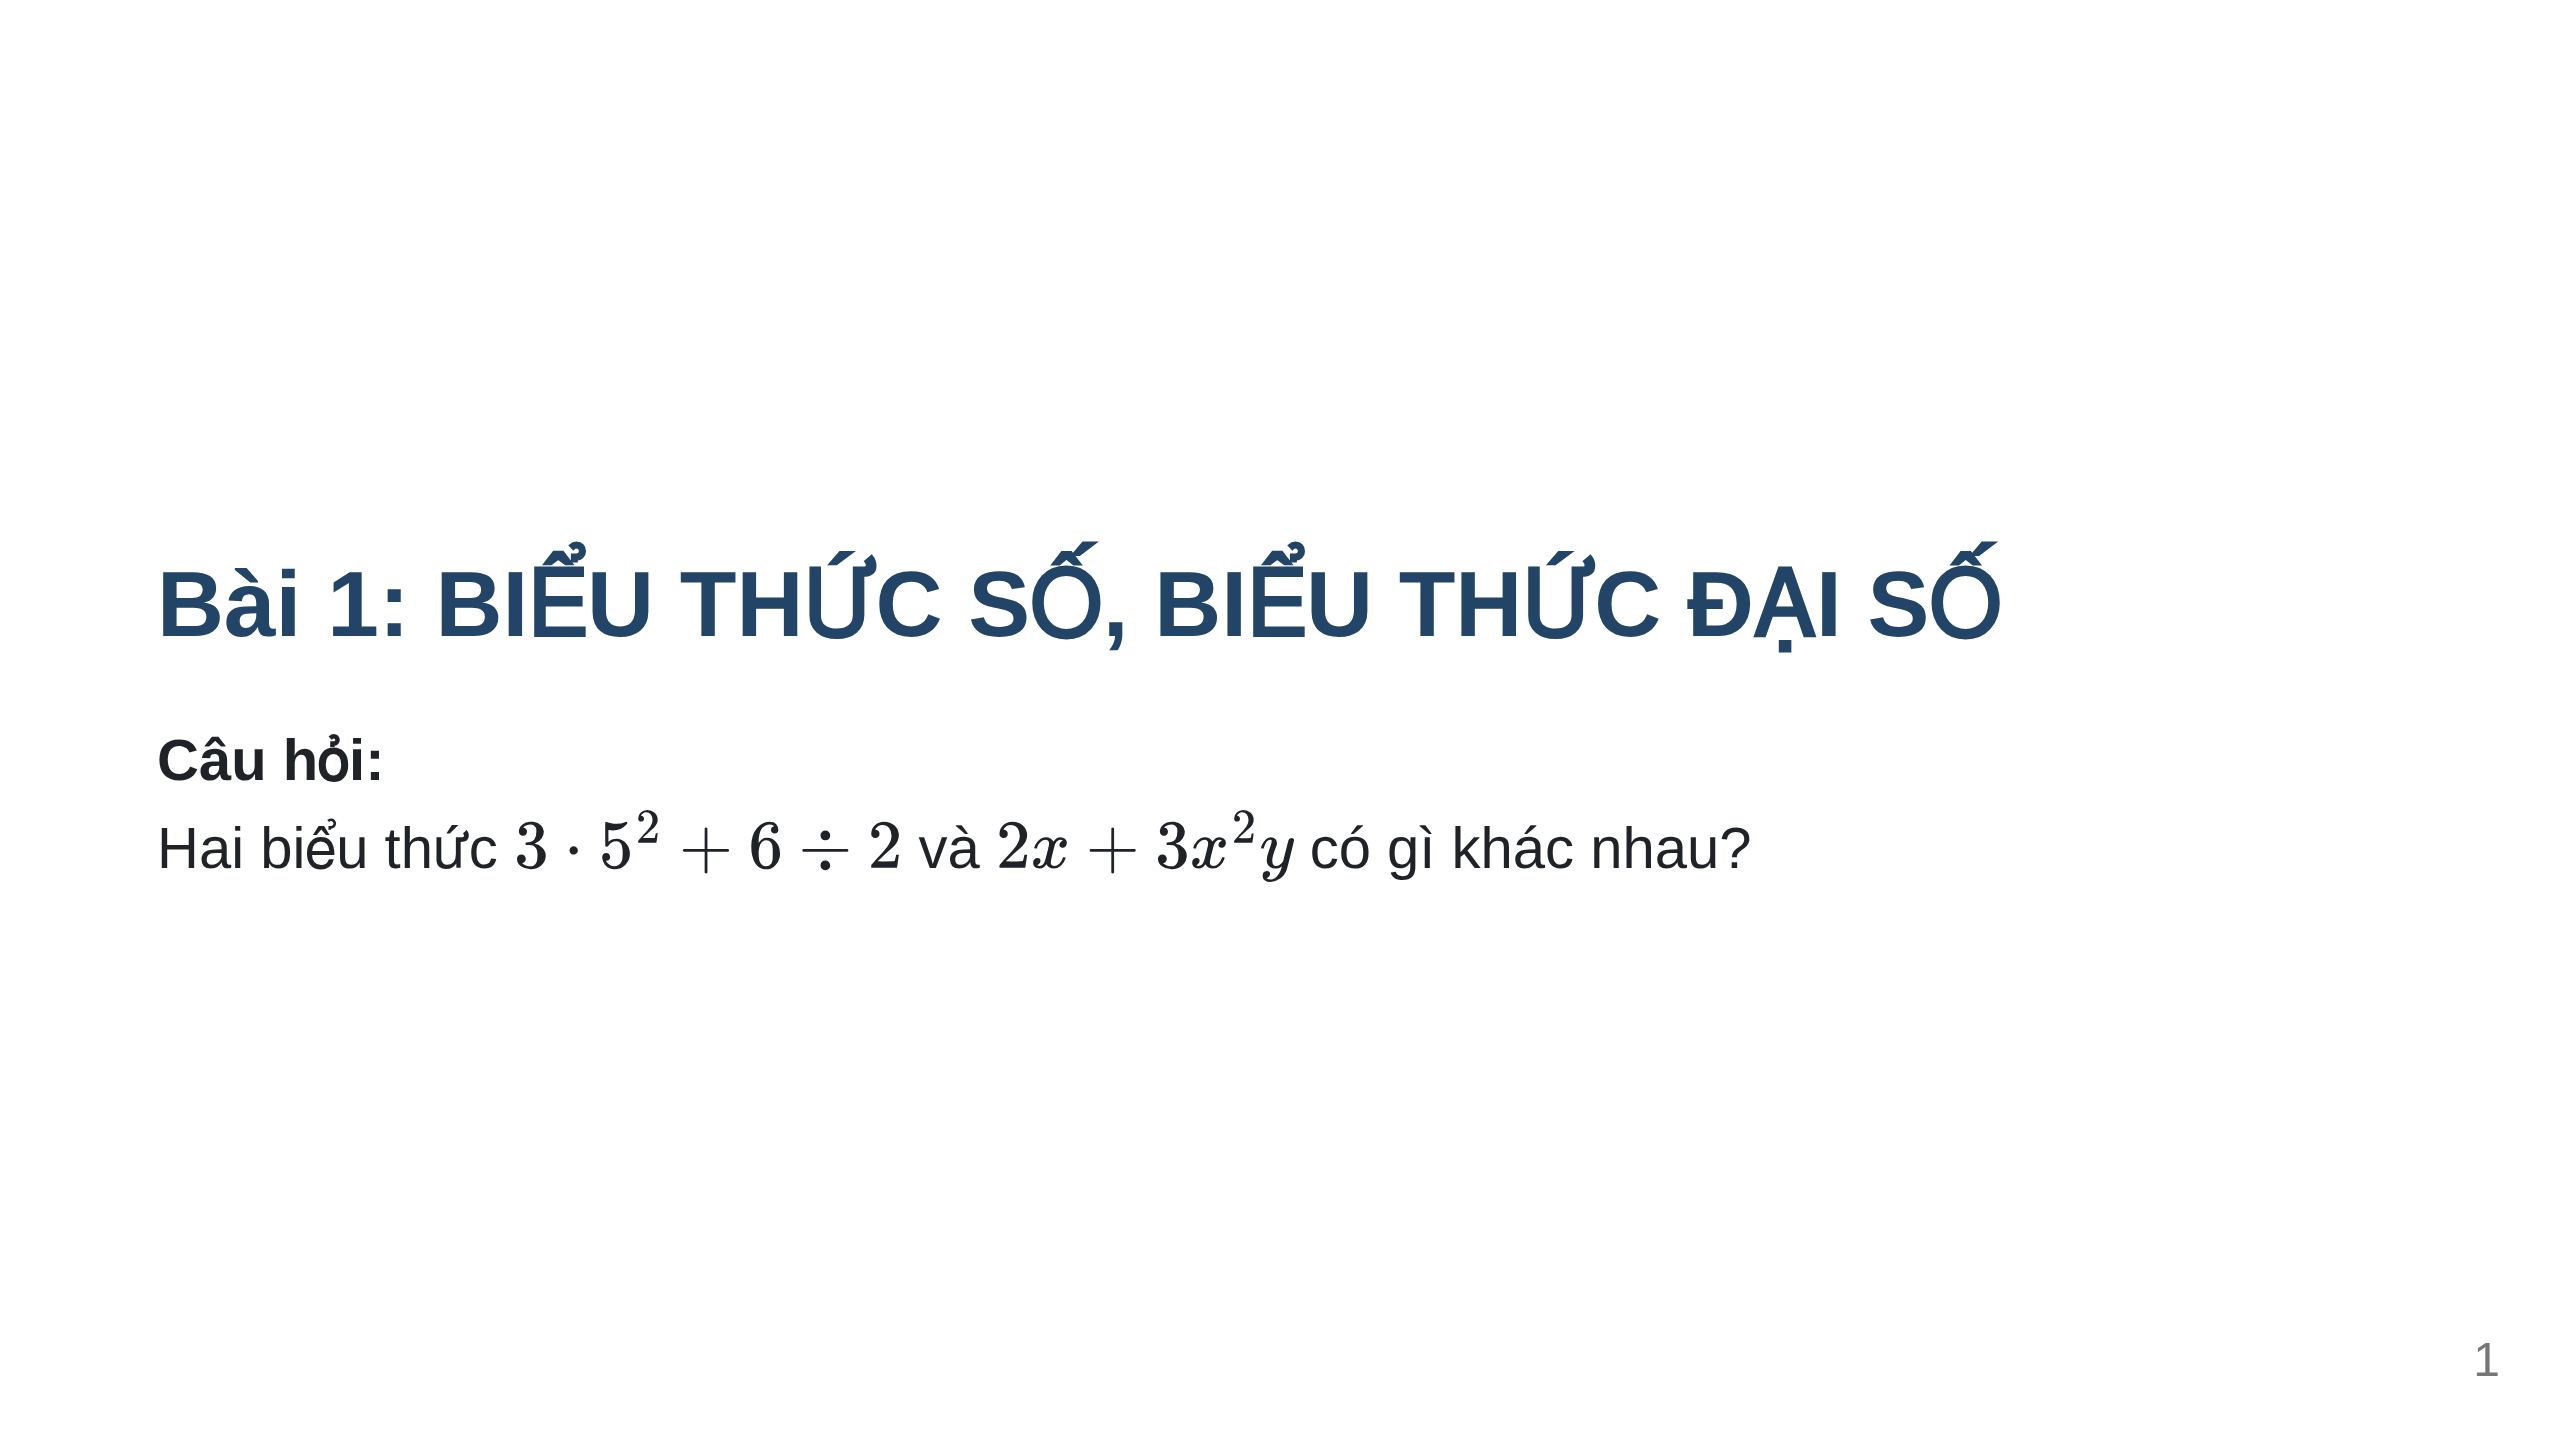 Bài 1: BIỂU THỨC SỐ, BIỂU THỨC ĐẠI SỐ
Câu hỏi:
Hai biểu thức 3 · 5² + 6 ÷ 2 và 2x + 3x²y có gì khác nhau?
1